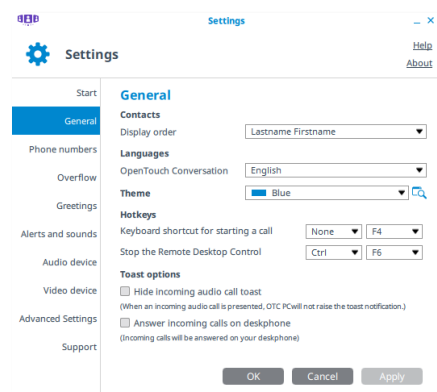 Settings
Help
Settings
About
Start
General
Phone numbers
Overflow
Greetings
Alerts and sounds
Audio device
Video device
Advanced Settings
Support
General
Contacts
Display order Lastname Firstname
Languages
OpenTouch Conversation English
Theme Blue
Hotkeys
Keyboard shortcut for starting a call None F4
Stop the Remote Desktop Control Ctrl F6
Toast options
Hide incoming audio call toast
(When an incoming audio call is presented, OTC PCwill not raise the toast notification.)
Answer incoming calls on deskphone
(Incoming calls will be answered on your deskphone)
OK Cancel Apply